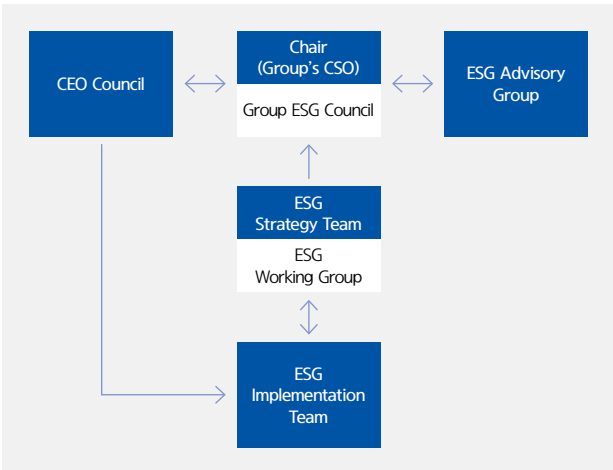 CEO Council
Chair
(Group's CSO)
Group ESG Council
ESG Advisory
Group
ESG
Strategy Team
ESG
Working Group
ESG
Implementation
Team